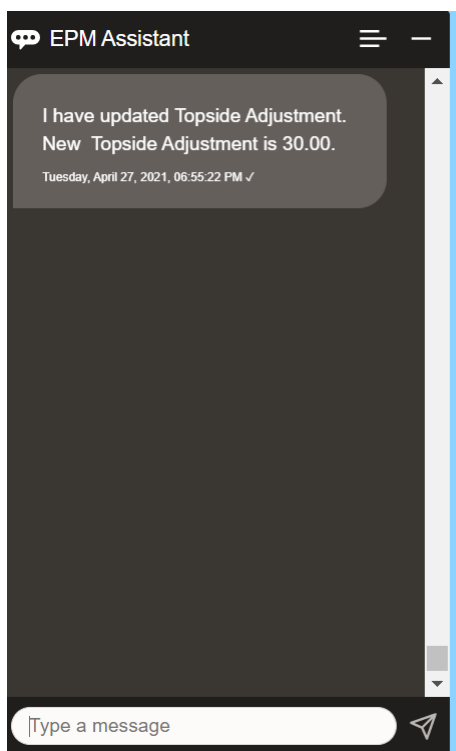 EPM Assistant
I have updated Topside Adjustment.
New  Topside Adjustment is 30.00.
Tuesday, April 27, 2021, 06:55:22 PM ✓
Type a message